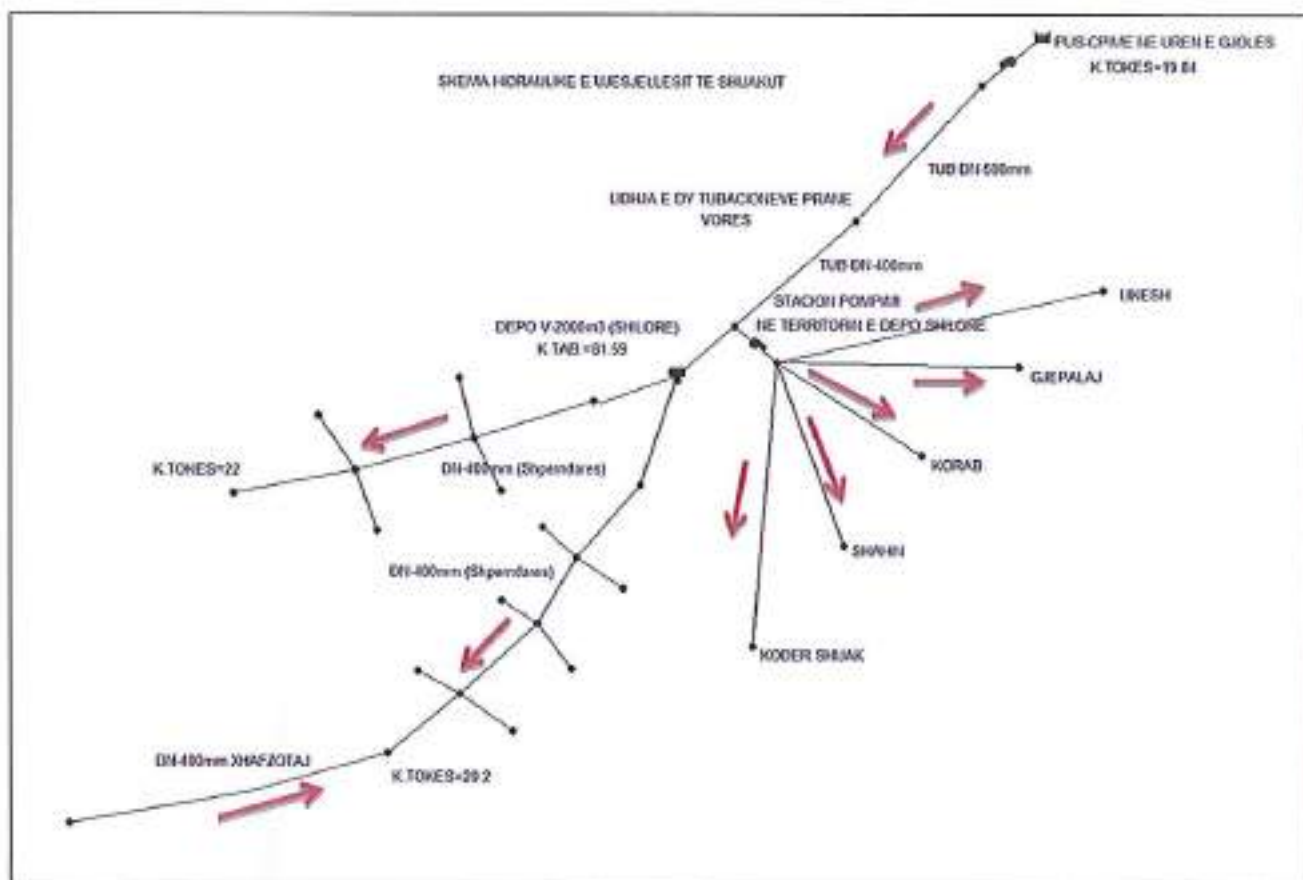 PUS-CPIME NE UREN E GJOLES
K.TOKES=19.84
SKEMA HIDRAULIKE E UJESJELLESIT TE SHIJAKUT
TUB DN-500mm
LIDHJA E DY TUBACIONEVE PRANE
VORES
TUB DN-400mm
STACION POMPIMI
NE TERRITORIN E DEPO SHILORE
UKESH
DEPO V-2000m3 (SHILORE)
K.TAB.=81.59
GJEPALAJ
K.TOKES=22
DN-400mm (Shperndares)
KORAB
SHAHIN
DN-400mm (Shperndares)
KODER SHIJAK
DN-400mm XHAFZOTAJ
K.TOKES=20.2